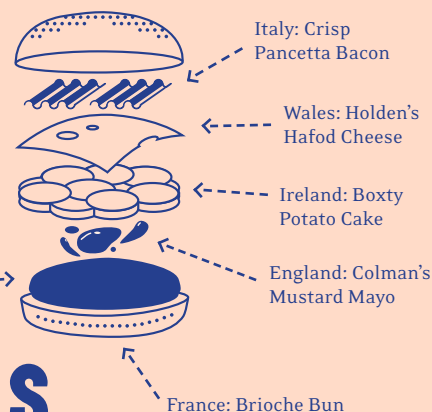 Italy: Crisp
Pancetta Bacon
Wales: Holden's
Hafod Cheese
Ireland: Boxty
Potato Cake
England: Colman's
Mustard Mayo
France: Brioche Bun
S